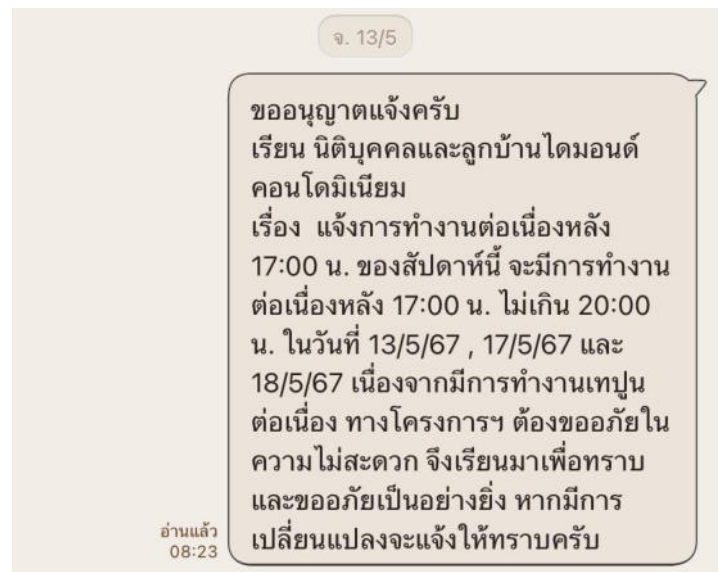 จ. 13/5
ขออนุญาตแจ้งครับ
เรียน นิติบุคคลและลูกบ้านไดมอนด์
คอนโดมิเนียม
เรื่อง  แจ้งการทำงานต่อเนื่องหลัง
17:00 น. ของสัปดาห์นี้ จะมีการทำงาน
ต่อเนื่องหลัง 17:00 น. ไม่เกิน 20:00
น. ในวันที่ 13/5/67 , 17/5/67 และ
18/5/67 เนื่องจากมีการทำงานเทปูน
ต่อเนื่อง ทางโครงการฯ ต้องขออภัยใน
ความไม่สะดวก จึงเรียนมาเพื่อทราบ
และขออภัยเป็นอย่างยิ่ง หากมีการ
เปลี่ยนแปลงจะแจ้งให้ทราบครับ
อ่านแล้ว
08:23